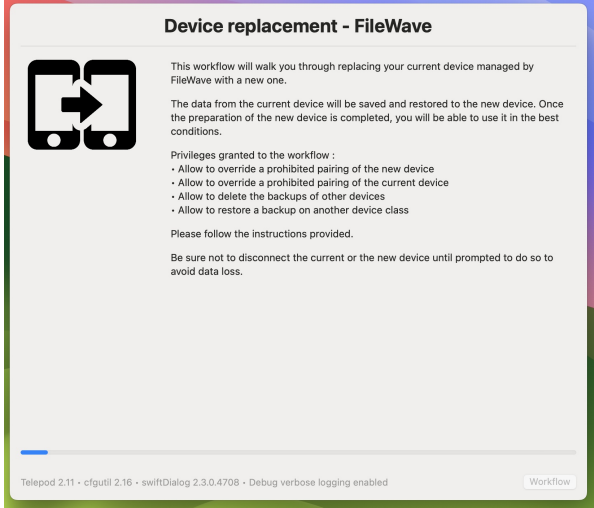 Device replacement - FileWave
This workflow will walk you through replacing your current device managed by
FileWave with a new one.
The data from the current device will be saved and restored to the new device. Once
the preparation of the new device is completed, you will be able to use it in the best
conditions.
Privileges granted to the workflow :
• Allow to override a prohibited pairing of the new device
• Allow to override a prohibited pairing of the current device
• Allow to delete the backups of other devices
• Allow to restore a backup on another device class
Please follow the instructions provided.
Be sure not to disconnect the current or the new device until prompted to do so to
avoid data loss.
Telepod 2.11 • cfgutil 2.16 • swiftDialog 2.3.0.4708 • Debug verbose logging enabled
Workflow